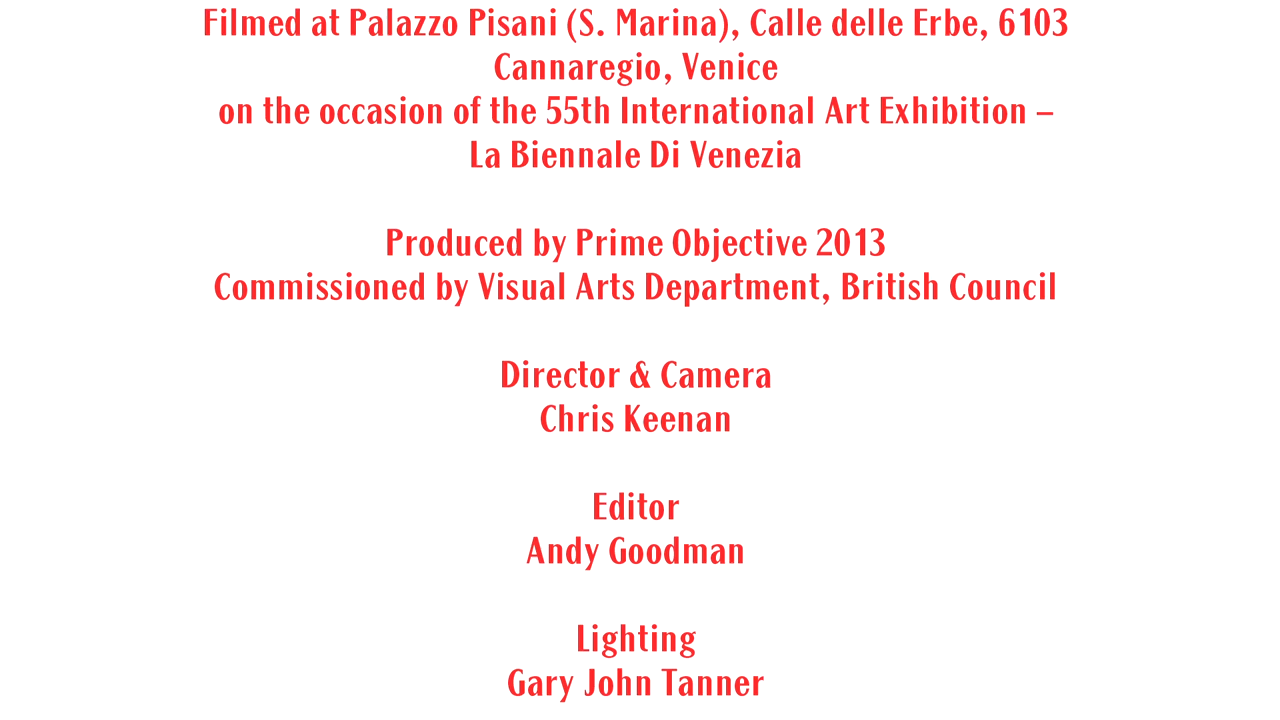 Filmed at Palazzo Pisani (S. Marina), Calle delle Erbe, 6103
Cannaregio, Venice
on the occasion of the 55th International Art Exhibition –
La Biennale Di Venezia
Produced by Prime Objective 2013
Commissioned by Visual Arts Department, British Council
Director & Camera
Chris Keenan
Editor
Andy Goodman
Lighting
Gary John Tanner